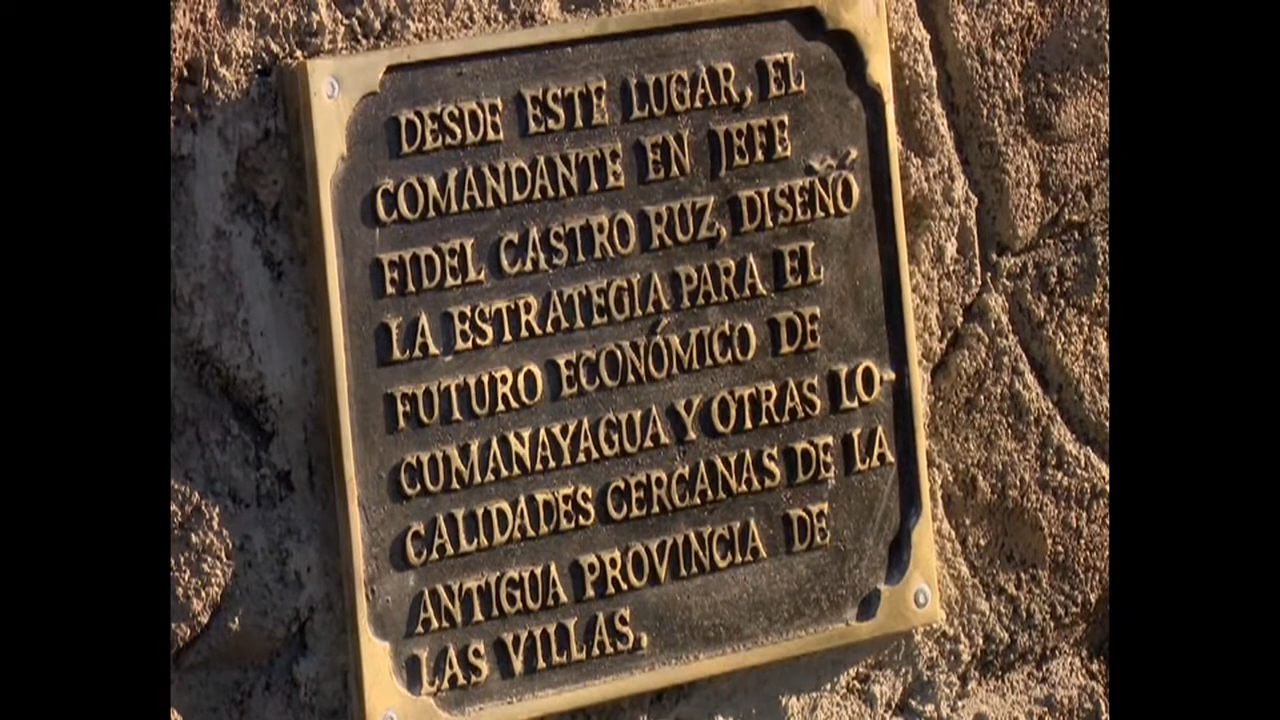 DESDE ESTE LUGAR, EL
COMANDANTE EN JEFE
FIDEL CASTRO RUZ, DISEÑÓ
LA ESTRATEGIA PARA EL
FUTURO ECONÓMICO DE
CUMANAYAGUA Y OTRAS LO-
CALIDADES CERCANAS DE LA
ANTIGUA PROVINCIA DE
LAS VILLAS.